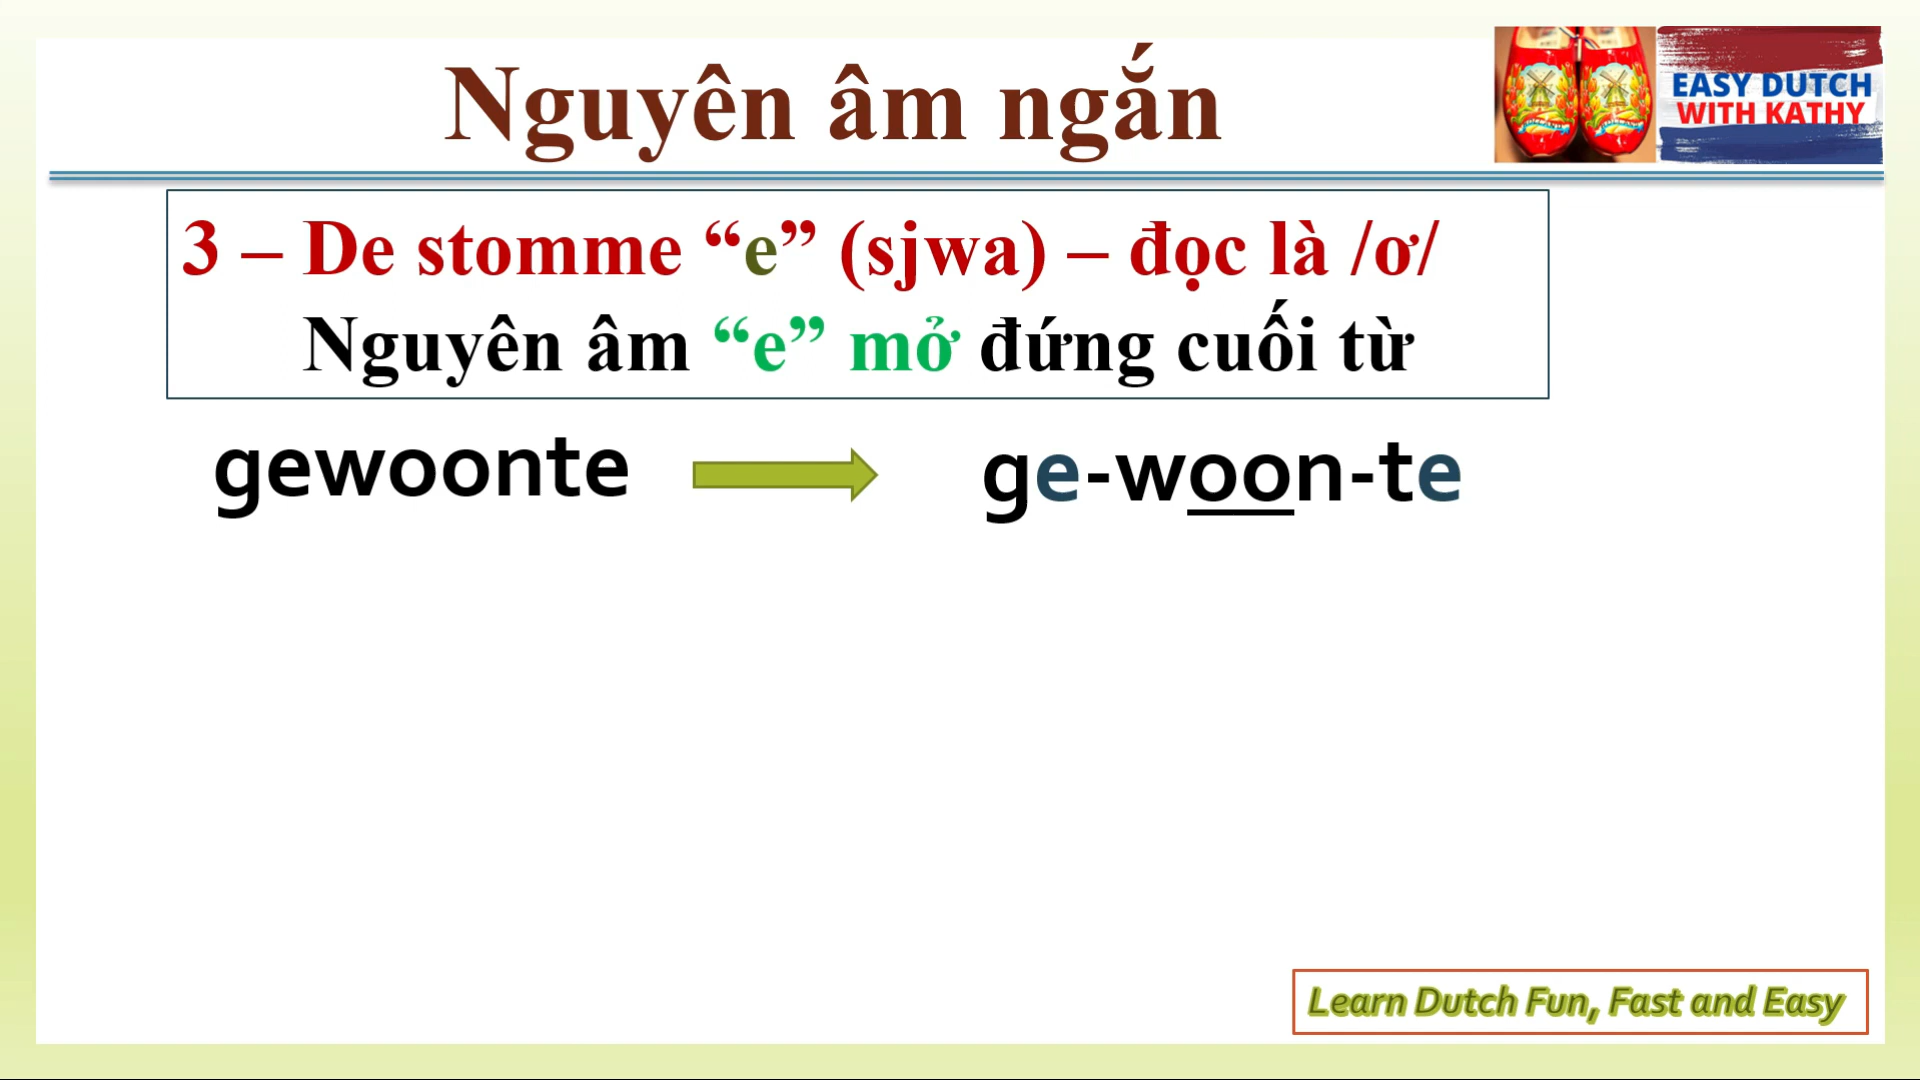 Nguyên âm ngắn
EASY DUTCH
WITH KATHY
3 – De stomme “e” (sjwa) – đọc là /ơ/
Nguyên âm “e” mở đứng cuối từ
gewoonte
ge-woon-te
Learn Dutch Fun, Fast and Easy